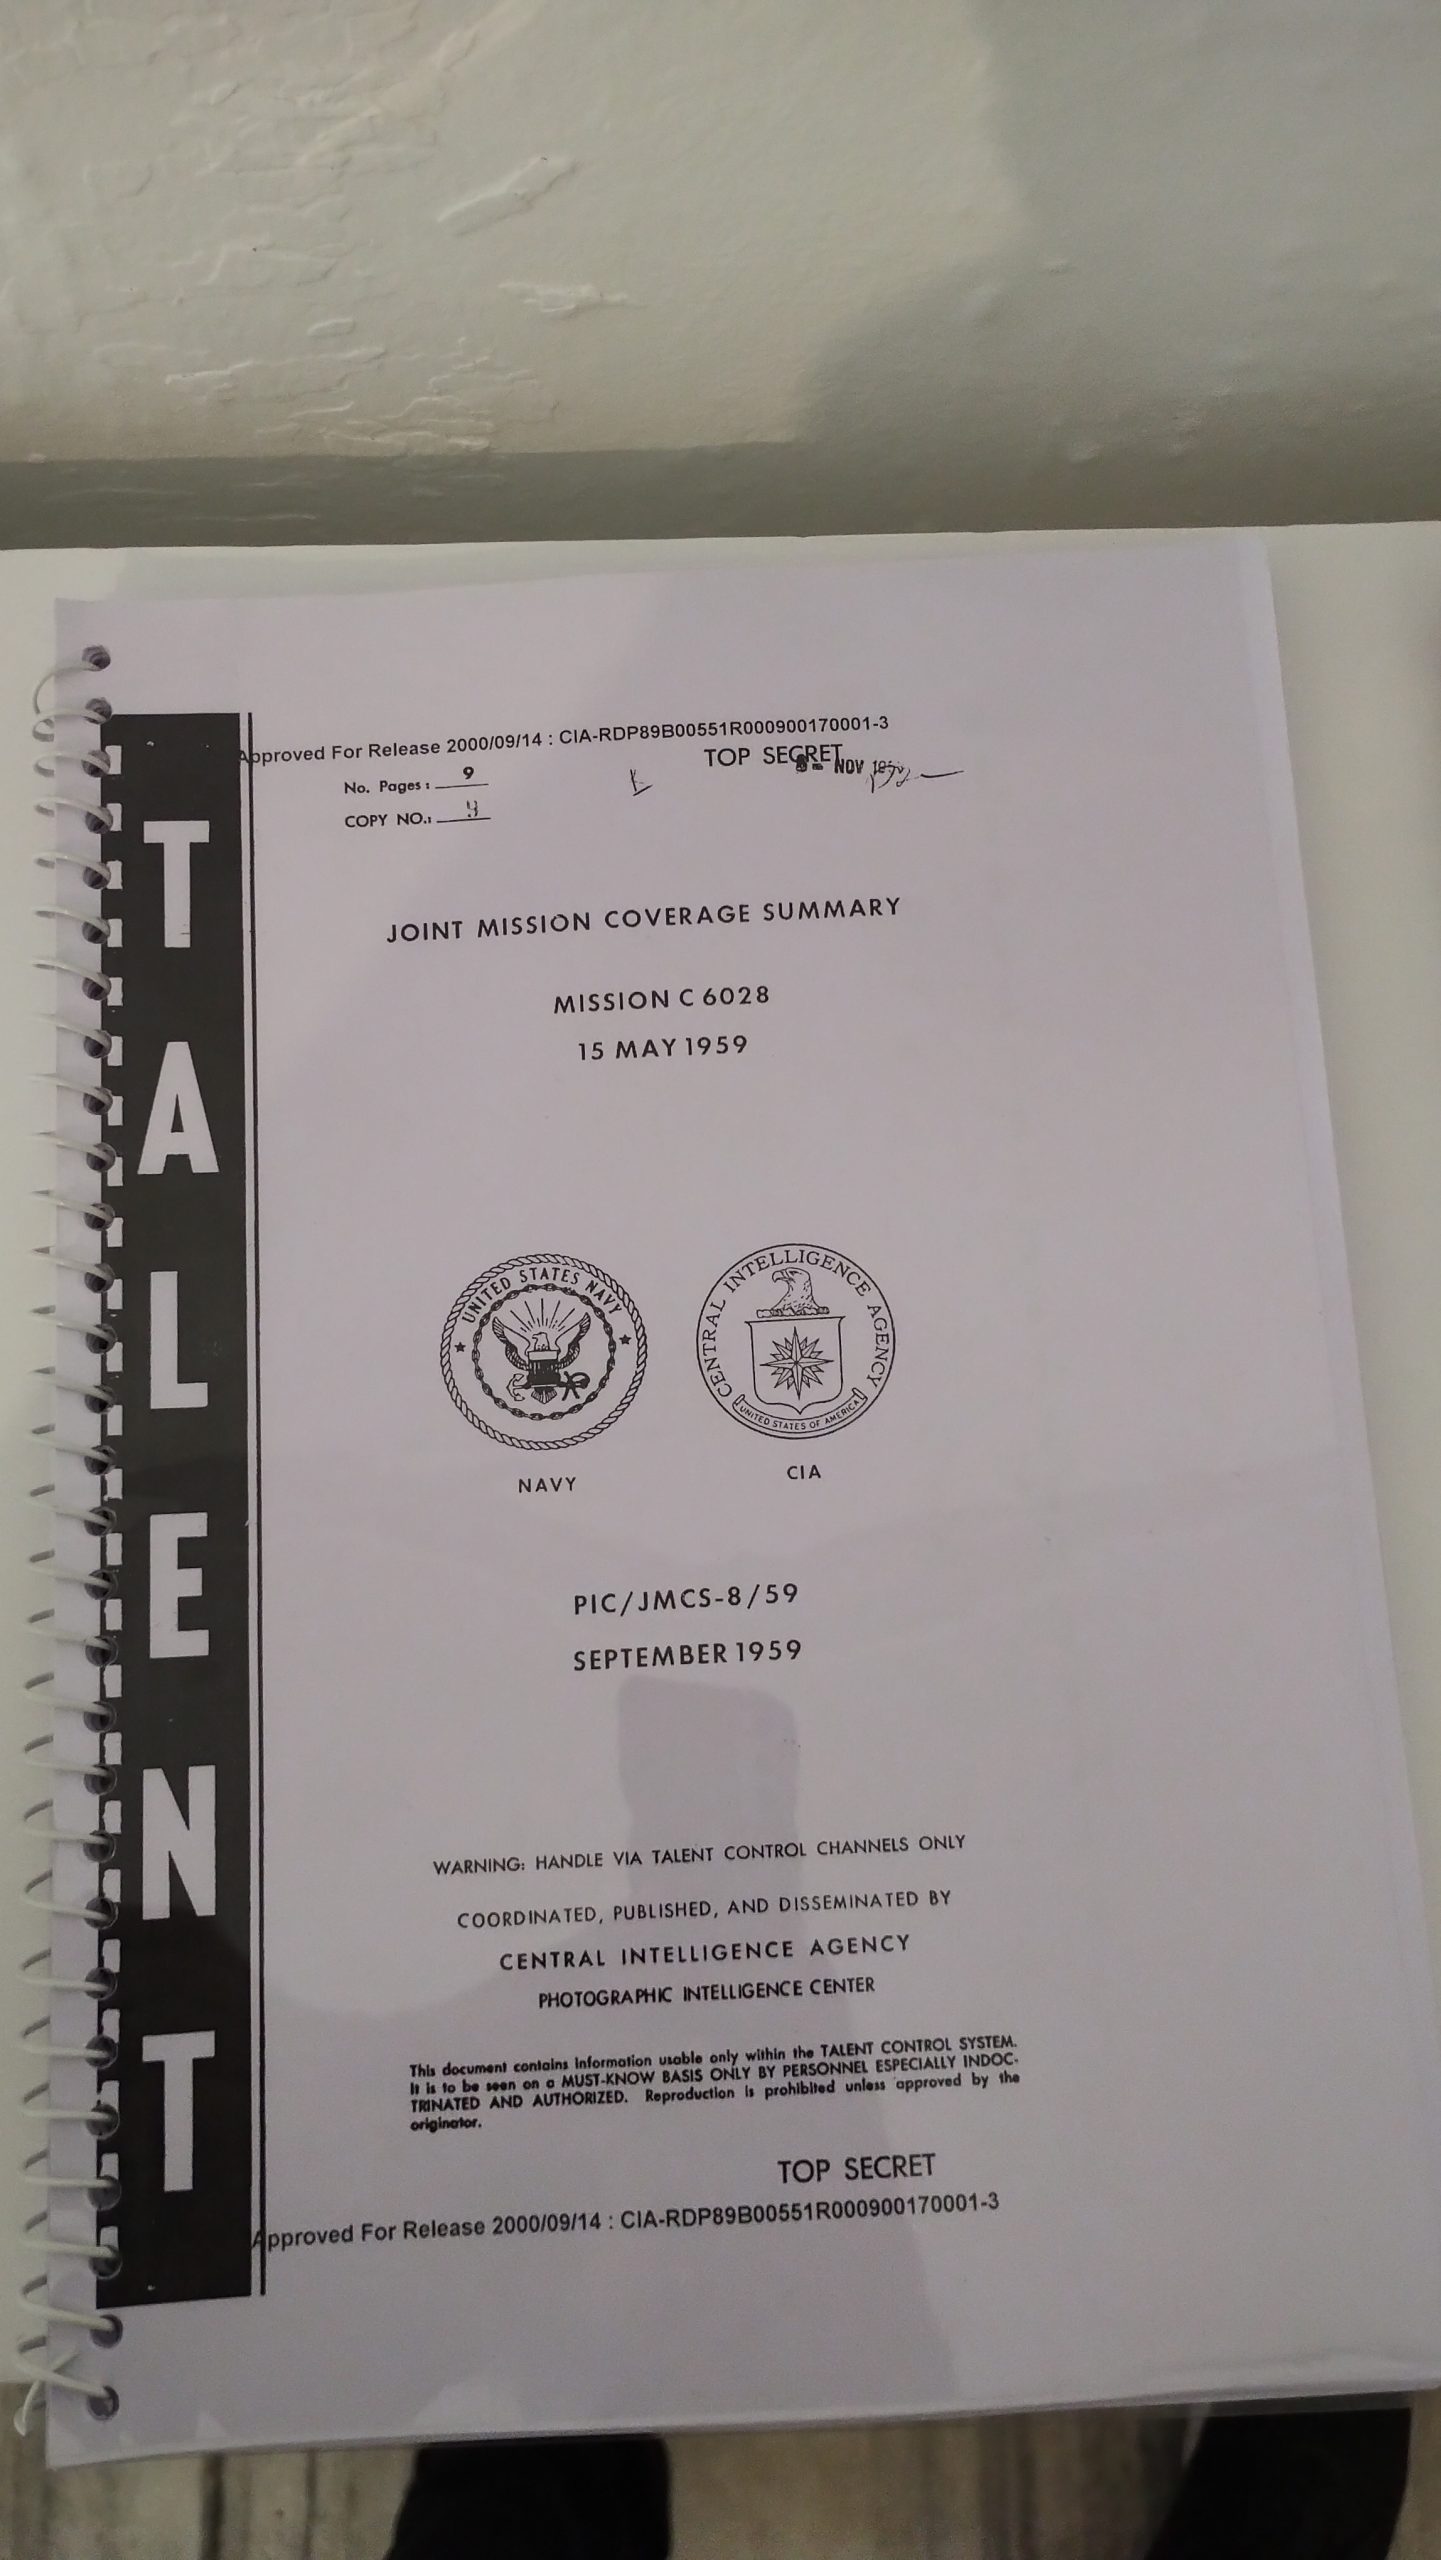 TALENT
Approved For Release 2000/09/14 : CIA-RDP89B00551R000900170001-3
TOP SECRET
NOV
No. Pages: 9
COPY NO.:
JOINT MISSION COVERAGE SUMMARY
MISSION C 6028
15 MAY 1959
UNITED STATES NAVY
CENTRAL INTELLIGENCE AGENCY
UNITED STATES OF AMERICA
NAVY
CIA
PIC/JMCS-8/59
SEPTEMBER 1959
WARNING: HANDLE VIA TALENT CONTROL CHANNELS ONLY
COORDINATED, PUBLISHED, AND DISSEMINATED BY
CENTRAL INTELLIGENCE AGENCY
PHOTOGRAPHIC INTELLIGENCE CENTER
This document contains information usable only within the TALENT CONTROL SYSTEM.
It is to be seen on a MUST-KNOW BASIS ONLY BY PERSONNEL ESPECIALLY INDOC-
TRINATED AND AUTHORIZED. Reproduction is prohibited unless approved by the
originator.
TOP SECRET
Approved For Release 2000/09/14 : CIA-RDP89B00551R000900170001-3